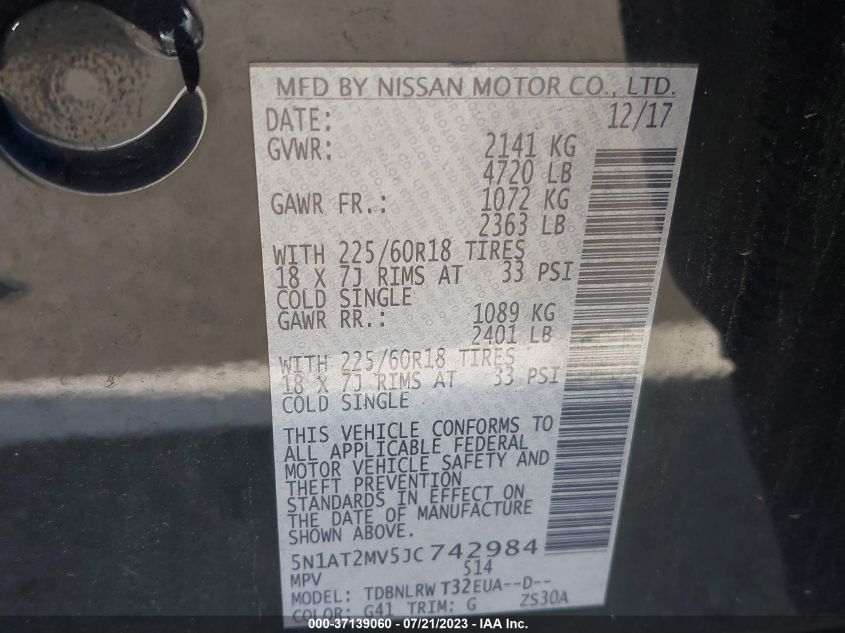 MFD BY NISSAN MOTOR CO., LTD.
DATE: 12/17
GVWR: 2141 KG
4720 LB
GAWR FR.: 1072 KG
2363 LB
WITH 225/60R18 TIRES
18 X 7J RIMS AT 33 PSI
COLD SINGLE
GAWR RR.: 1089 KG
2401 LB
WITH 225/60R18 TIRES
18 X 7J RIMS AT 33 PSI
COLD SINGLE
THIS VEHICLE CONFORMS TO
ALL APPLICABLE FEDERAL
MOTOR VEHICLE SAFETY AND
THEFT PREVENTION
STANDARDS IN EFFECT ON
THE DATE OF MANUFACTURE
SHOWN ABOVE.
5N1AT2MV5JC742984
MPV 514
MODEL: TDBNLRW T32EUA--D--
COLOR: G41 TRIM: G ZS30A
000-37139060 - 07/21/2023 - IAA Inc.